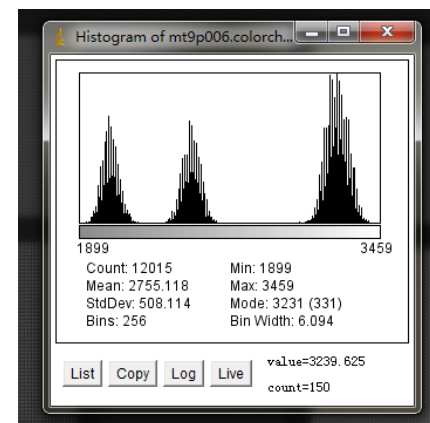 Histogram of mt9p006.colorch...
1899 3459
Count: 12015 Min: 1899
Mean: 2755.118 Max: 3459
StdDev: 508.114 Mode: 3231 (331)
Bins: 256 Bin Width: 6.094
List Copy Log Live value=3239.625
count=150